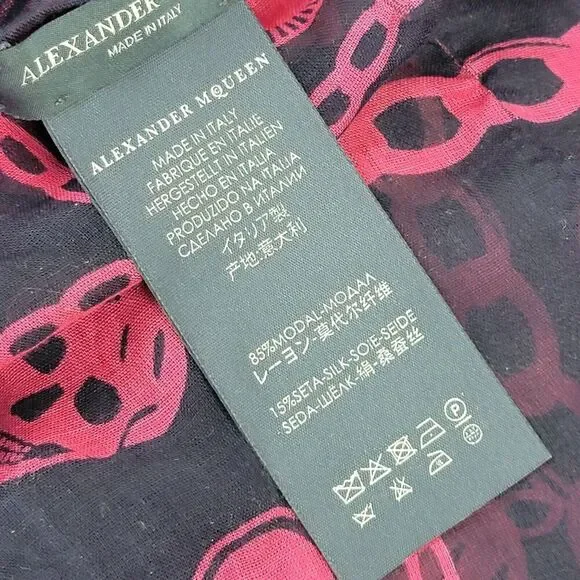 ALEXANDER
MADE IN ITALY
ALEXANDER MQUEEN
MADE IN ITALY
FABRIQUE EN ITALIE
HERGESTELLT IN ITALIEN
HECHO EN ITALIA
PRODUZIDO NA ITALIA
СДЕЛАНО В ИТАЛИИ
イタリア製
产地:意大利
85%MODAL-МОДАЛ
レーヨン-莫代尔纤维
15%SETA-SILK-SOIE-SEIDE
SEDA-ШЁЛК-絹-桑蚕丝
P